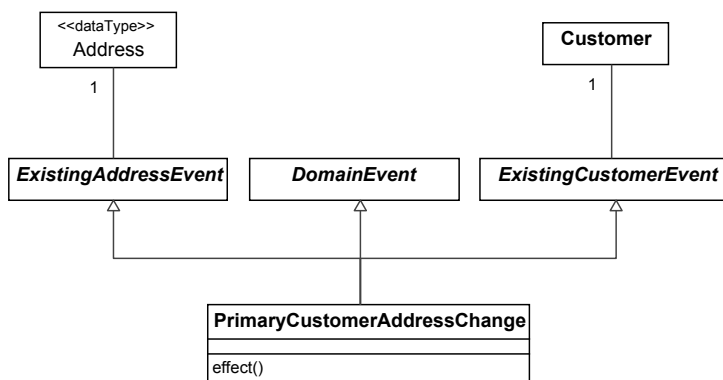 <<dataType>>
Address
Customer
1
1
ExistingAddressEvent
DomainEvent
ExistingCustomerEvent
PrimaryCustomerAddressChange
effect()